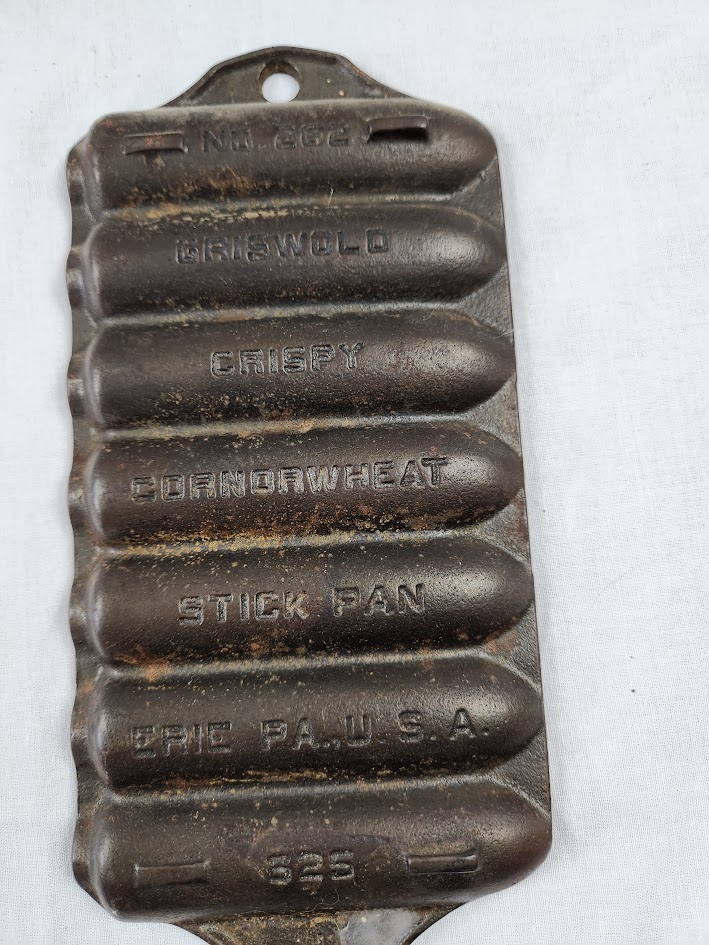 NO. 262
GRISWOLD
CRISPY
CORNORWHEAT
STICK PAN
ERIE PA., U.S.A.
625